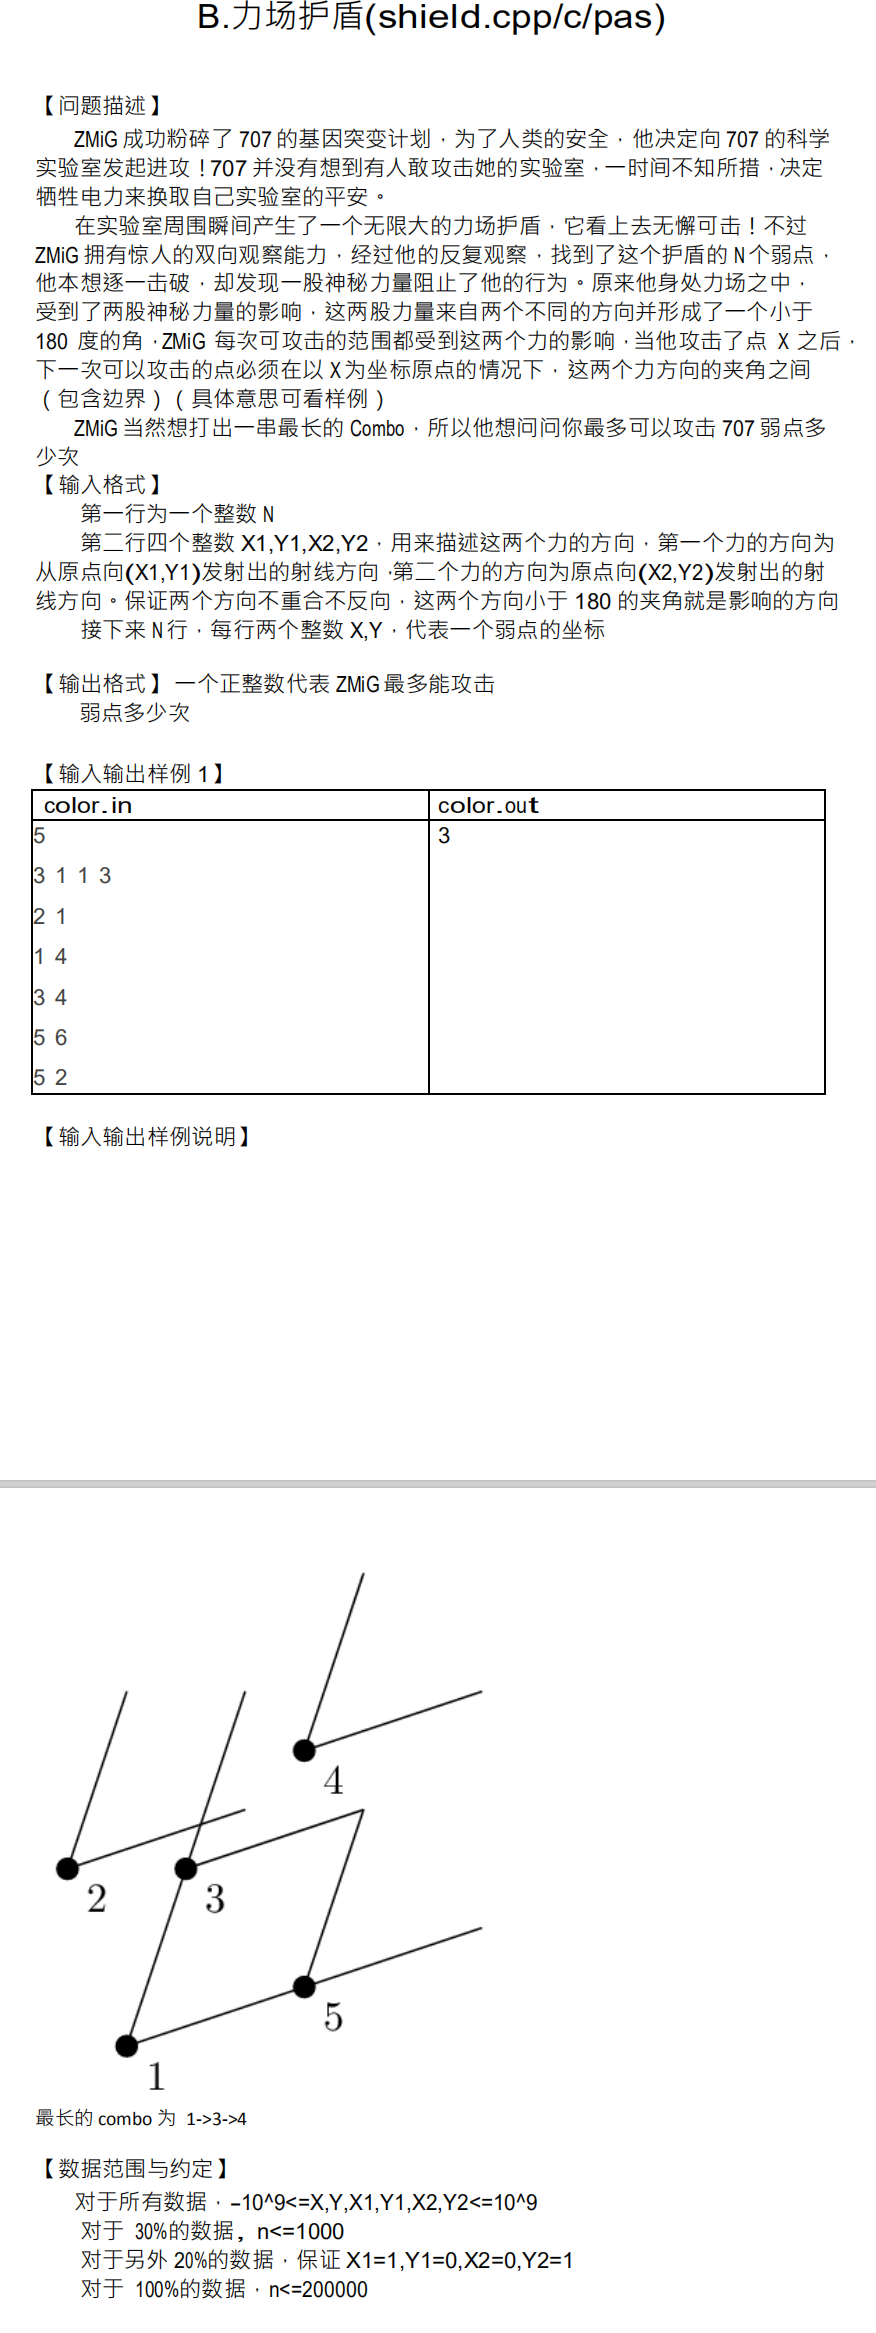 B.力场护盾(shield.cpp/c/pas)
【问题描述】
ZMiG 成功粉碎了 707 的基因突变计划，为了人类的安全，他决定向 707 的科学
实验室发起进攻！707 并没有想到有人敢攻击她的实验室，一时间不知所措，决定
牺牲电力来换取自己实验室的平安。
在实验室周围瞬间产生了一个无限大的力场护盾，它看上去无懈可击！不过
ZMiG 拥有惊人的双向观察能力，经过他的反复观察，找到了这个护盾的 N 个弱点，
他本想逐一击破，却发现一股神秘力量阻止了他的行为。原来他身处力场之中，
受到了两股神秘力量的影响，这两股力量来自两个不同的方向并形成了一个小于
180 度的角，ZMiG 每次可攻击的范围都受到这两个力的影响，当他攻击了点 X 之后，
下一次可以攻击的点必须在以 X 为坐标原点的情况下，这两个力方向的夹角之间
（包含边界）（具体意思可看样例）
ZMiG 当然想打出一串最长的 Combo，所以他想问问你最多可以攻击 707 弱点多
少次
【输入格式】
第一行为一个整数 N
第二行四个整数 X1,Y1,X2,Y2，用来描述这两个力的方向，第一个力的方向为
从原点向(X1,Y1)发射出的射线方向，第二个力的方向为原点向(X2,Y2)发射出的射
线方向。保证两个方向不重合不反向，这两个方向小于 180 的夹角就是影响的方向
接下来 N 行，每行两个整数 X,Y，代表一个弱点的坐标
【输出格式】一个正整数代表 ZMiG 最多能攻击
弱点多少次
【输入输出样例 1】
color.in color.out
5 3
3 1 1 3
2 1
1 4
3 4
5 6
5 2
【输入输出样例说明】
4
2 3
5
1
最长的 combo 为 1->3->4
【数据范围与约定】
对于所有数据，-10^9<=X,Y,X1,Y1,X2,Y2<=10^9
对于 30%的数据, n<=1000
对于另外 20%的数据，保证 X1=1,Y1=0,X2=0,Y2=1
对于 100%的数据，n<=200000